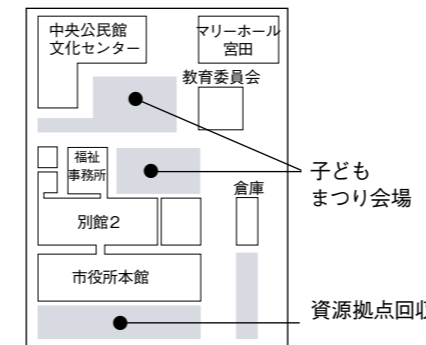 中央公民館
文化センター
マリーホール
宮田
教育委員会
福祉
事務所
倉庫
子ども
まつり会場
別館2
市役所本館
資源拠点回収